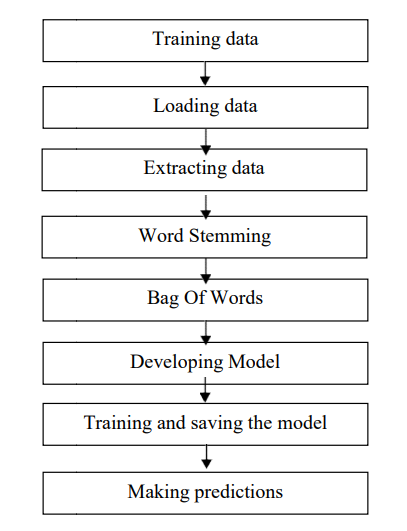 Training data
Loading data
Extracting data
Word Stemming
Bag Of Words
Developing Model
Training and saving the model
Making predictions